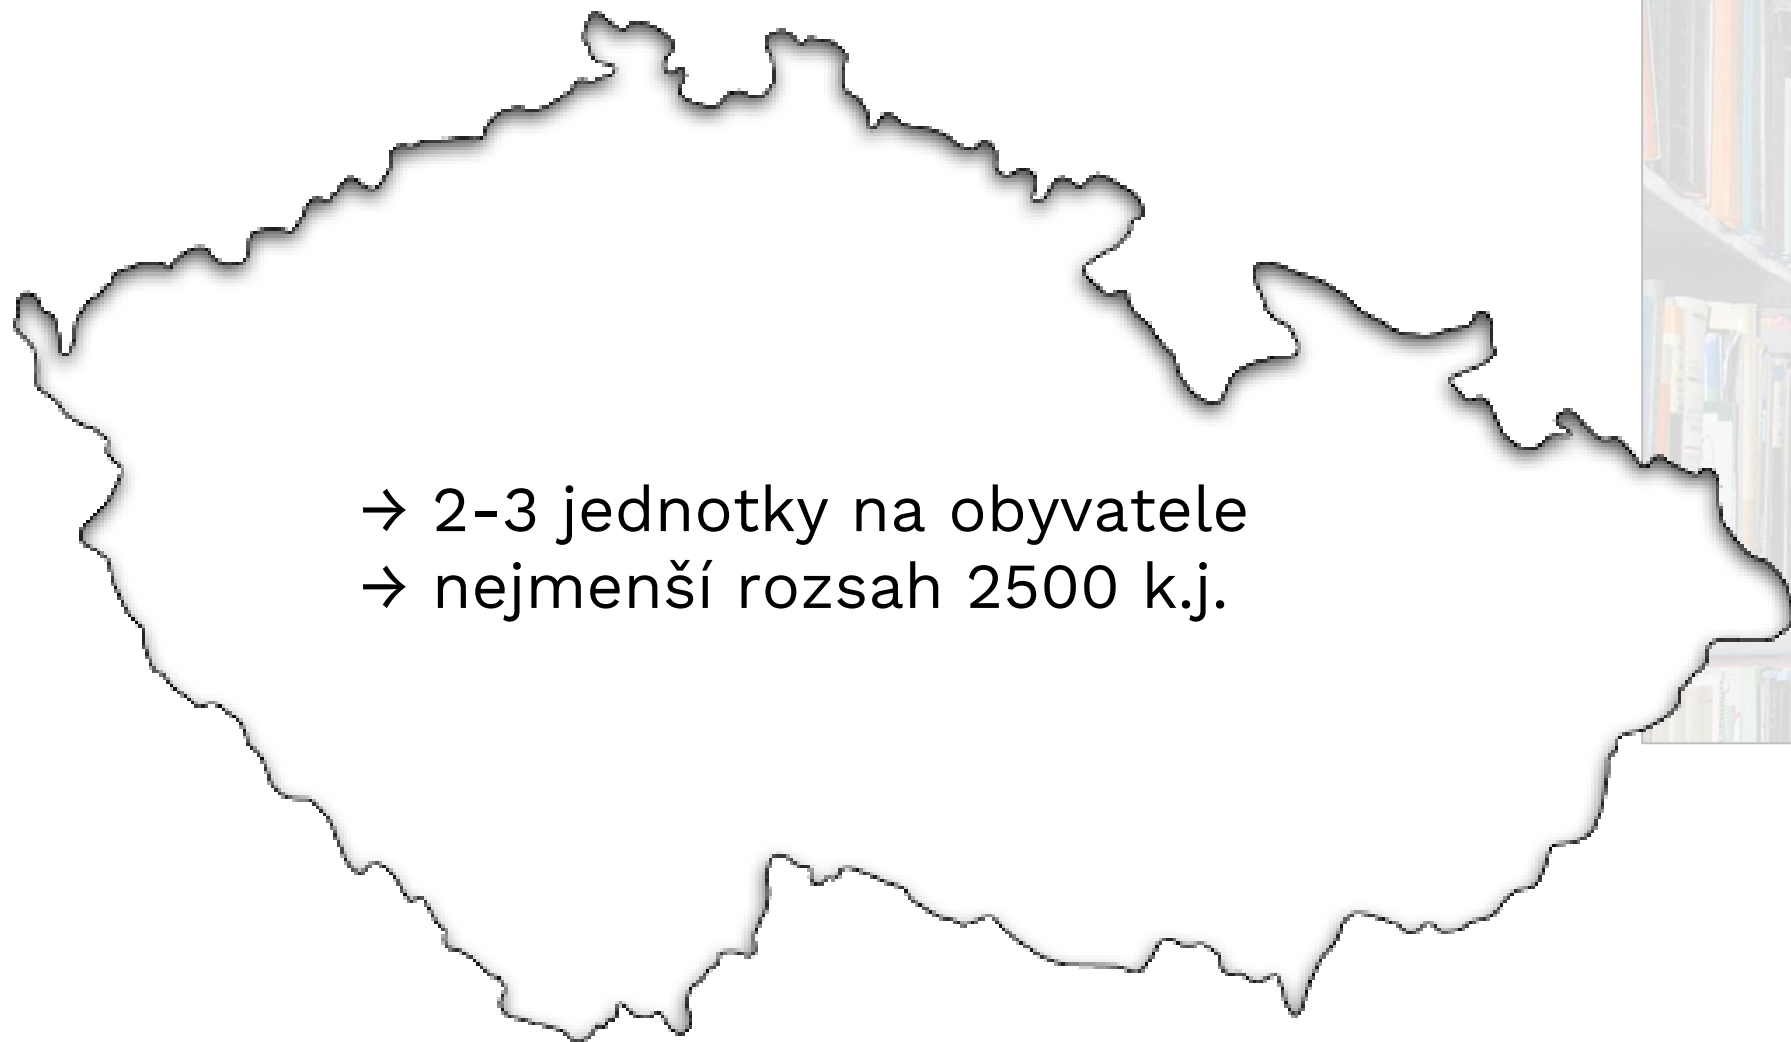 → 2-3 jednotky na obyvatele
→ nejmenší rozsah 2500 k.j.